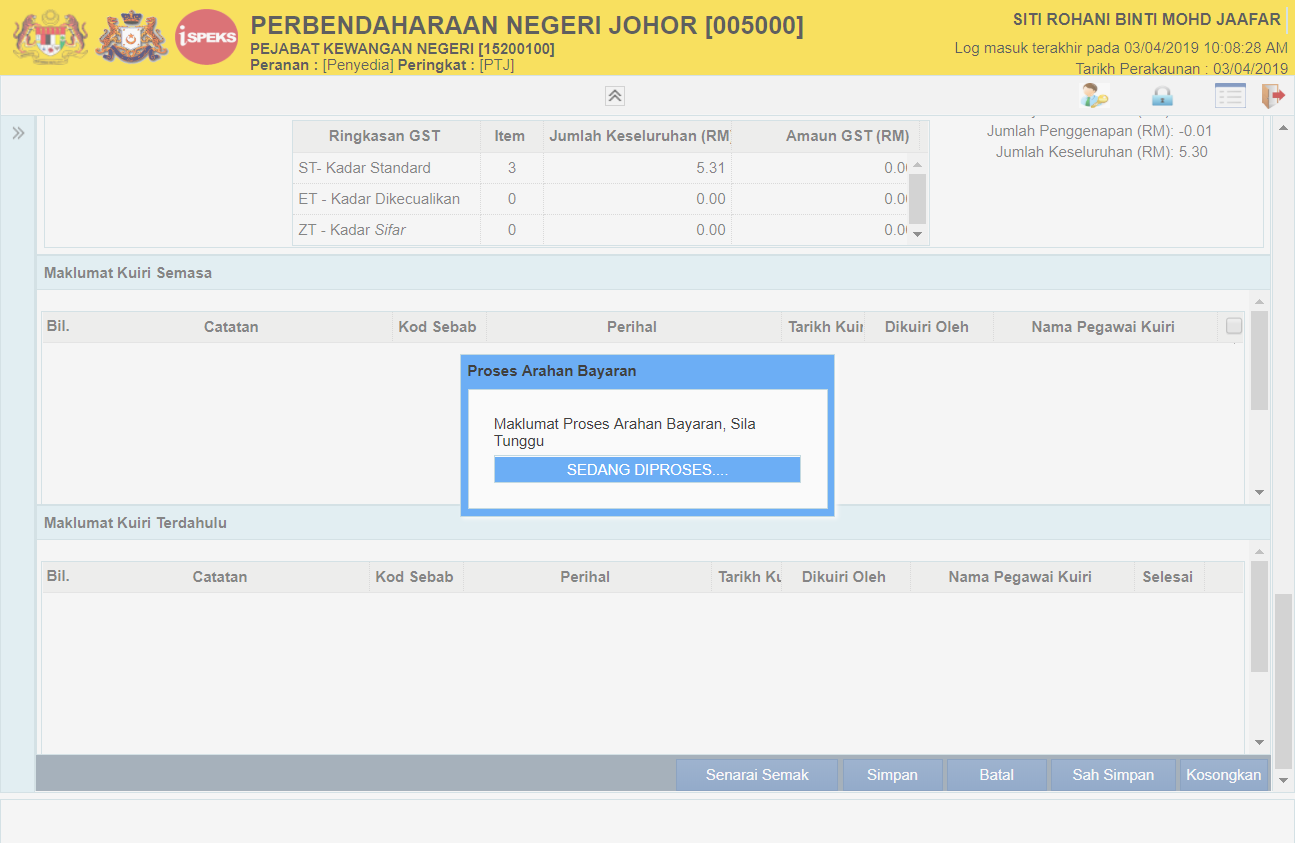 iSPEKS
PERBENDAHARAAN NEGERI JOHOR [005000]
PEJABAT KEWANGAN NEGERI [15200100]
Peranan : [Penyedia] Peringkat : [PTJ]
SITI ROHANI BINTI MOHD JAAFAR
Log masuk terakhir pada 03/04/2019 10:08:28 AM
Tarikh Perakaunan : 03/04/2019
Ringkasan GST Item Jumlah Keseluruhan (RM) Amaun GST (RM)
ST- Kadar Standard 3 5.31 0.00
ET - Kadar Dikecualikan 0 0.00 0.00
ZT - Kadar Sifar 0 0.00 0.00
Jumlah Penggenapan (RM): -0.01
Jumlah Keseluruhan (RM): 5.30
Maklumat Kuiri Semasa
Bil. Catatan Kod Sebab Perihal Tarikh Kuir Dikuiri Oleh Nama Pegawai Kuiri
Proses Arahan Bayaran
Maklumat Proses Arahan Bayaran, Sila
Tunggu
SEDANG DIPROSES....
Maklumat Kuiri Terdahulu
Bil. Catatan Kod Sebab Perihal Tarikh Ku Dikuiri Oleh Nama Pegawai Kuiri Selesai
Senarai Semak Simpan Batal Sah Simpan Kosongkan